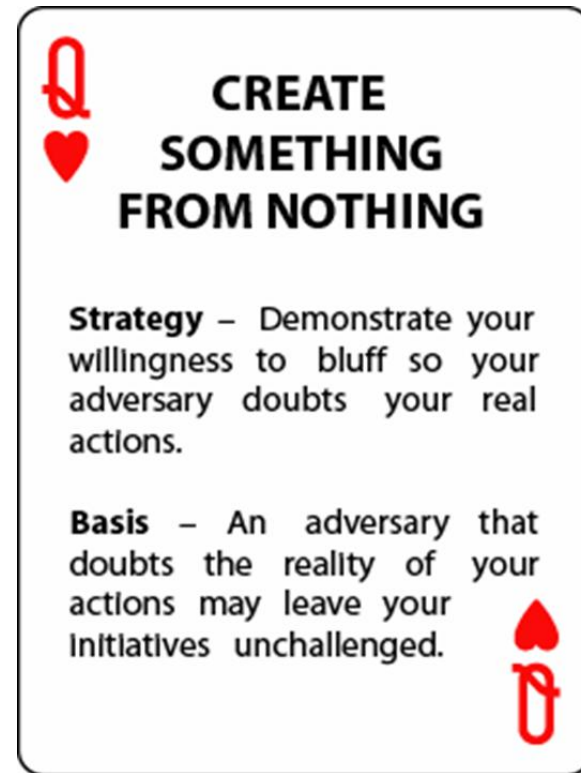 Q
CREATE
SOMETHING
FROM NOTHING
Strategy – Demonstrate your
willingness to bluff so your
adversary doubts your real
actions.
Basis – An adversary that
doubts the reality of your
actions may leave your
initiatives unchallenged.
Q